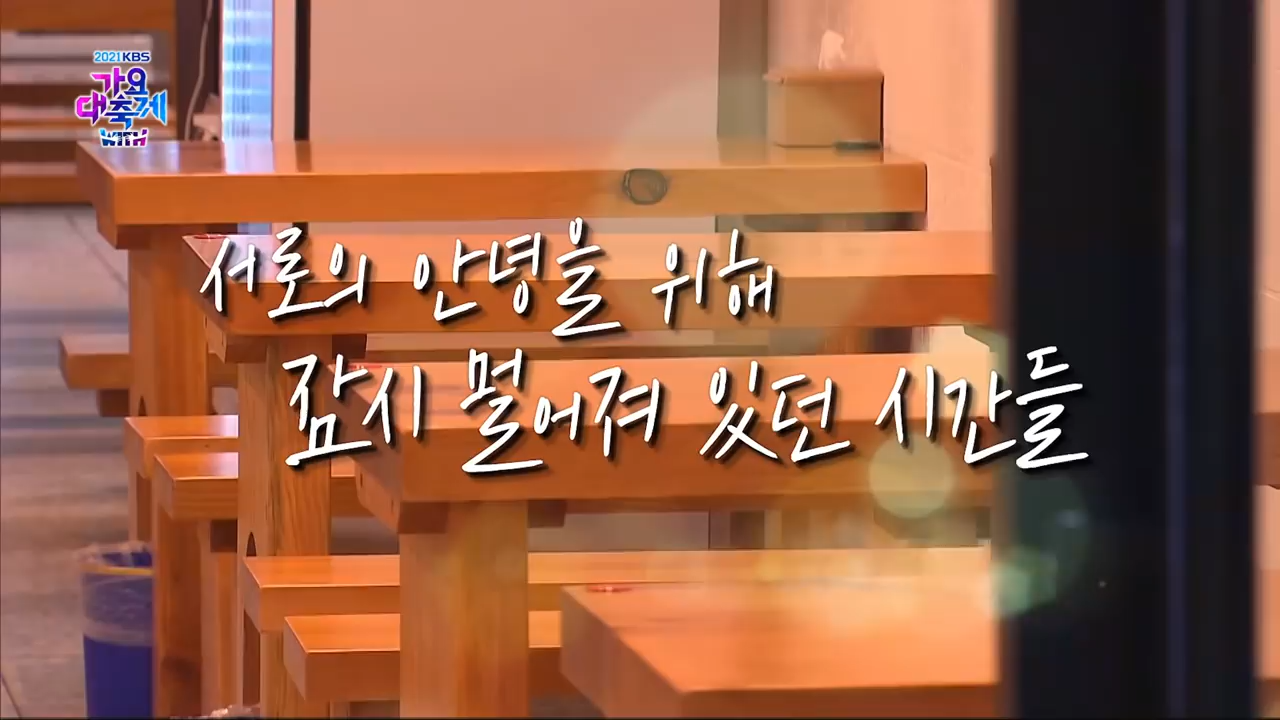 2021 KBS
가요
대축제
WITH
서로의 안녕을 위해
잠시 멀어져 있던 시간들